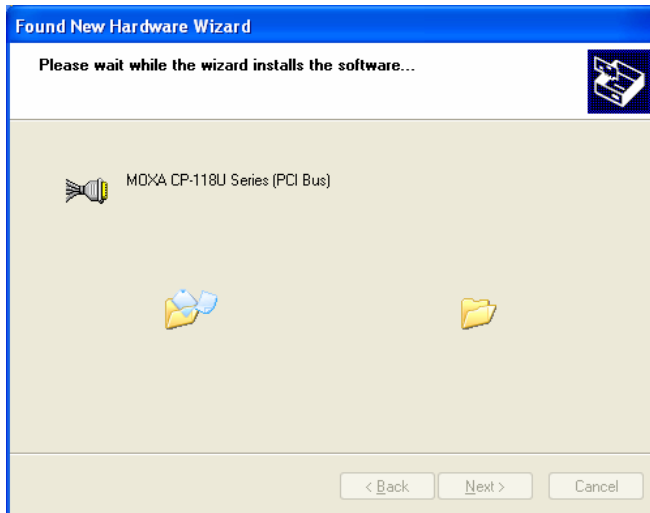 Found New Hardware Wizard
Please wait while the wizard installs the software...
MOXA CP-118U Series (PCI Bus)
< Back
Next >
Cancel